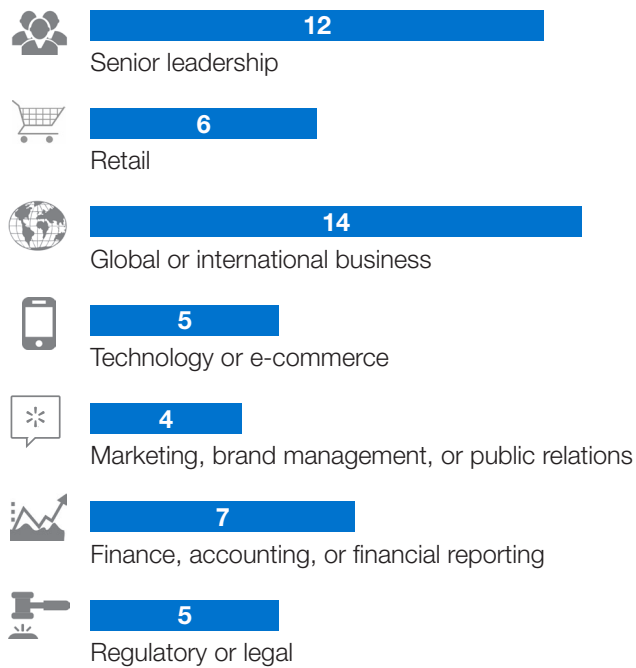 12
Senior leadership
6
Retail
14
Global or international business
5
Technology or e-commerce
4
Marketing, brand management, or public relations
7
Finance, accounting, or financial reporting
5
Regulatory or legal